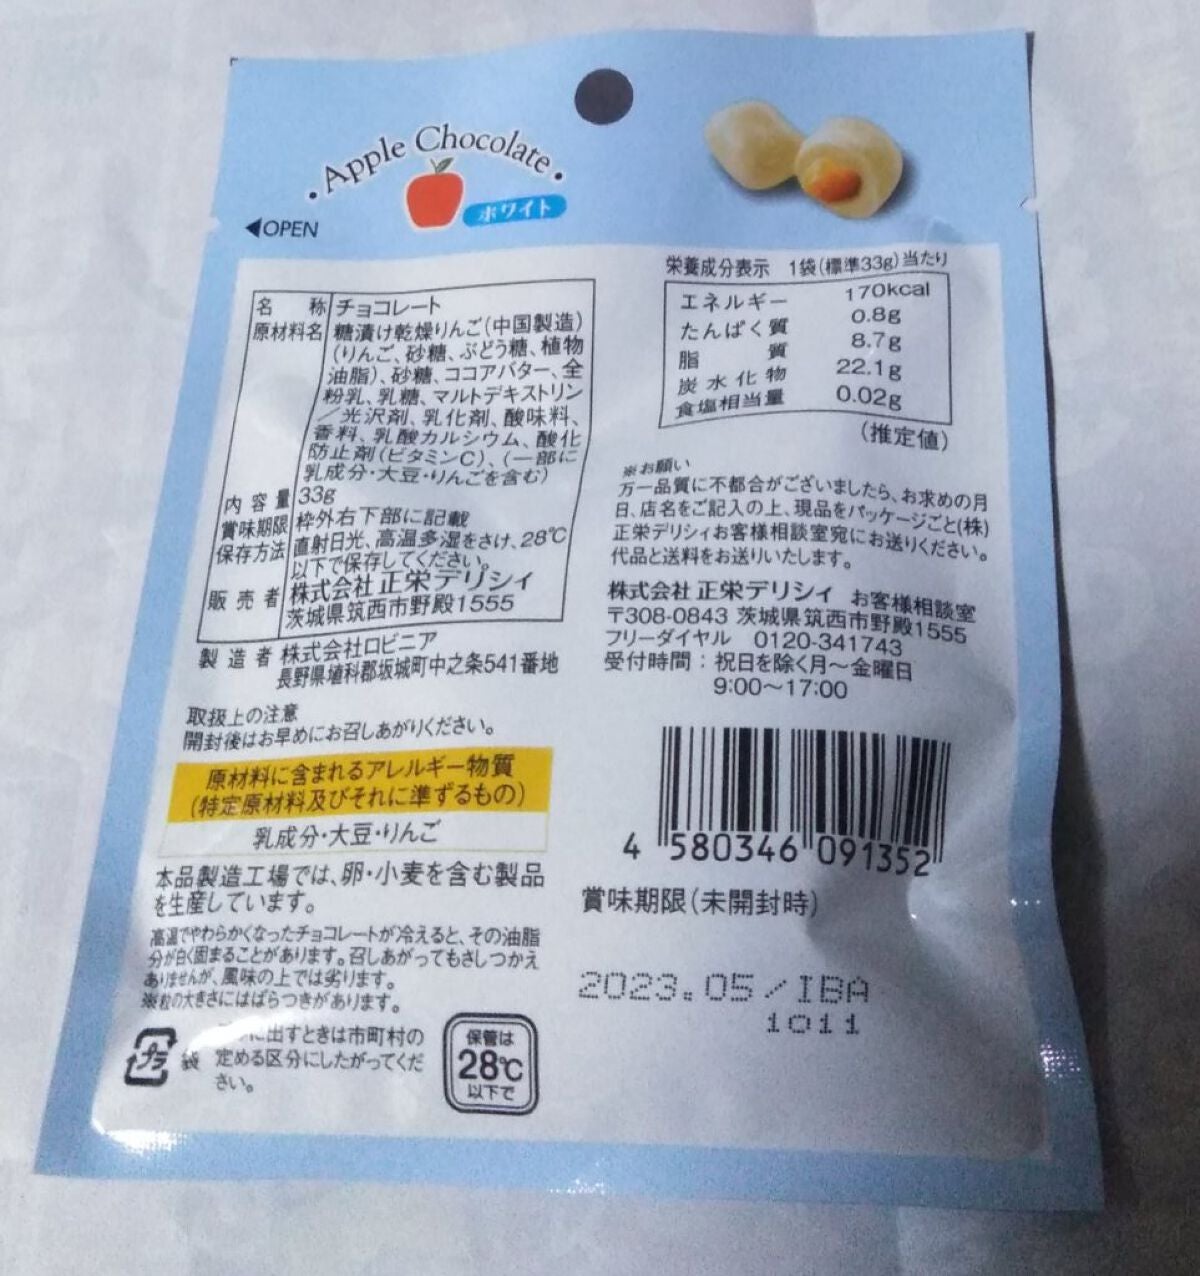 ・Apple Chocolate・
ホワイト
◀OPEN
名 称 チョコレート
原材料名 糖漬け乾燥りんご(中国製造)
(りんご、砂糖、ぶどう糖、植物
油脂)、砂糖、ココアバター、全
粉乳、乳糖、マルトデキストリン
/光沢剤、乳化剤、酸味料、
香料、乳酸カルシウム、酸化
防止剤(ビタミンC)、(一部に
乳成分・大豆・りんごを含む)
内 容 量 33g
賞味期限 枠外右下部に記載
保存方法 直射日光、高温多湿をさけ、28℃
以下で保存してください。
販 売 者 株式会社 正栄デリシィ
茨城県筑西市野殿1555
製 造 者 株式会社ロビニア
長野県埴科郡坂城町中之条541番地
取扱上の注意
開封後はお早めにお召しあがりください。
原材料に含まれるアレルギー物質
(特定原材料及びそれに準ずるもの)
乳成分・大豆・りんご
本品製造工場では、卵・小麦を含む製品
を生産しています。
高温でやわらかくなったチョコレートが冷えると、その油脂
分が白く固まることがあります。召しあがってもさしつかえ
ありませんが、風味の上では劣ります。
※粒の大きさにはばらつきがあります。
プラ
袋
に出すときは市町村の
定める区分にしたがってくだ
さい。
保管は
28℃
以下で
栄養成分表示 1袋(標準33g)当たり
エネルギー 170kcal
たんぱく質 0.8g
脂 質 8.7g
炭水化物 22.1g
食塩相当量 0.02g
(推定値)
※お願い
万一品質に不都合がございましたら、お求めの月
日、店名をご記入の上、現品をパッケージごと(株)
正栄デリシィお客様相談室宛にお送りください。
代品と送料をお送りいたします。
株式会社 正栄デリシィ お客様相談室
〒308-0843 茨城県筑西市野殿1555
フリーダイヤル 0120-341743
受付時間：祝日を除く月〜金曜日
9:00〜17:00
4 580346 091352
賞味期限(未開封時)
2023.05/IBA
1011